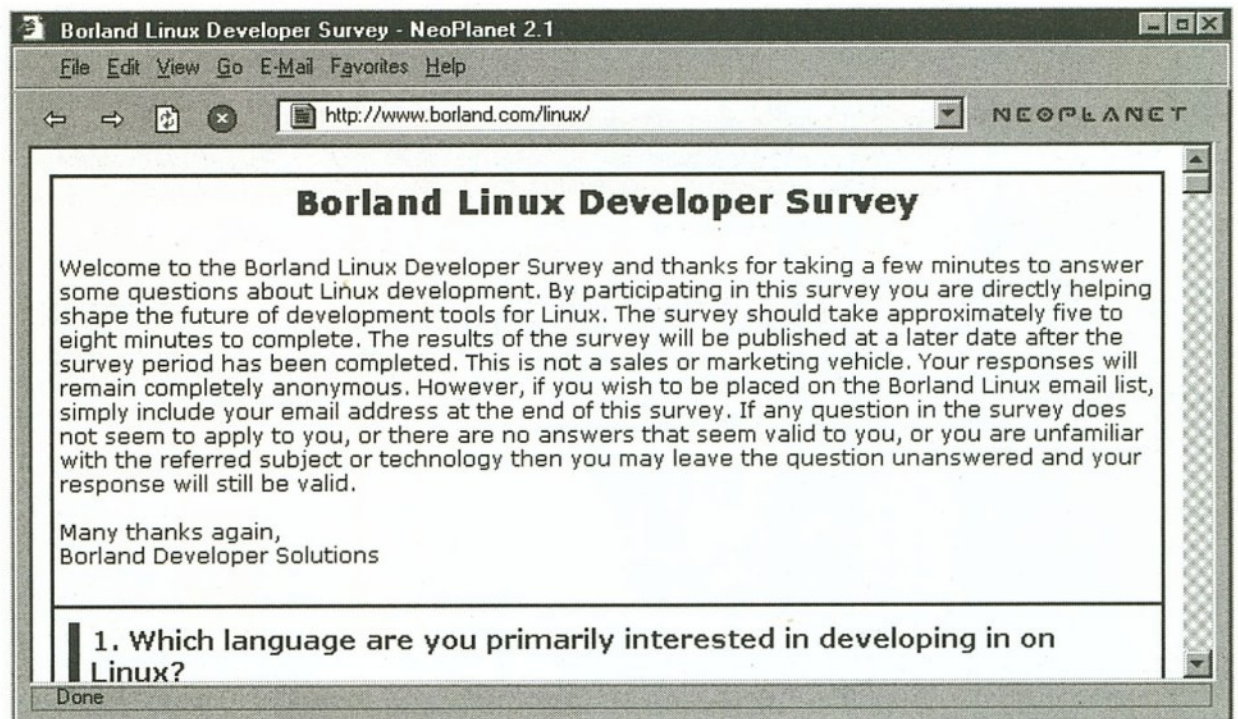 Borland Linux Developer Survey - NeoPlanet 2.1
File Edit View Go E-Mail Favorites Help
http://www.borland.com/linux/
NEOPLANET
Borland Linux Developer Survey
Welcome to the Borland Linux Developer Survey and thanks for taking a few minutes to answer
some questions about Linux development. By participating in this survey you are directly helping
shape the future of development tools for Linux. The survey should take approximately five to
eight minutes to complete. The results of the survey will be published at a later date after the
survey period has been completed. This is not a sales or marketing vehicle. Your responses will
remain completely anonymous. However, if you wish to be placed on the Borland Linux email list,
simply include your email address at the end of this survey. If any question in the survey does
not seem to apply to you, or there are no answers that seem valid to you, or you are unfamiliar
with the referred subject or technology then you may leave the question unanswered and your
response will still be valid.
Many thanks again,
Borland Developer Solutions
1. Which language are you primarily interested in developing in on
Linux?
Done